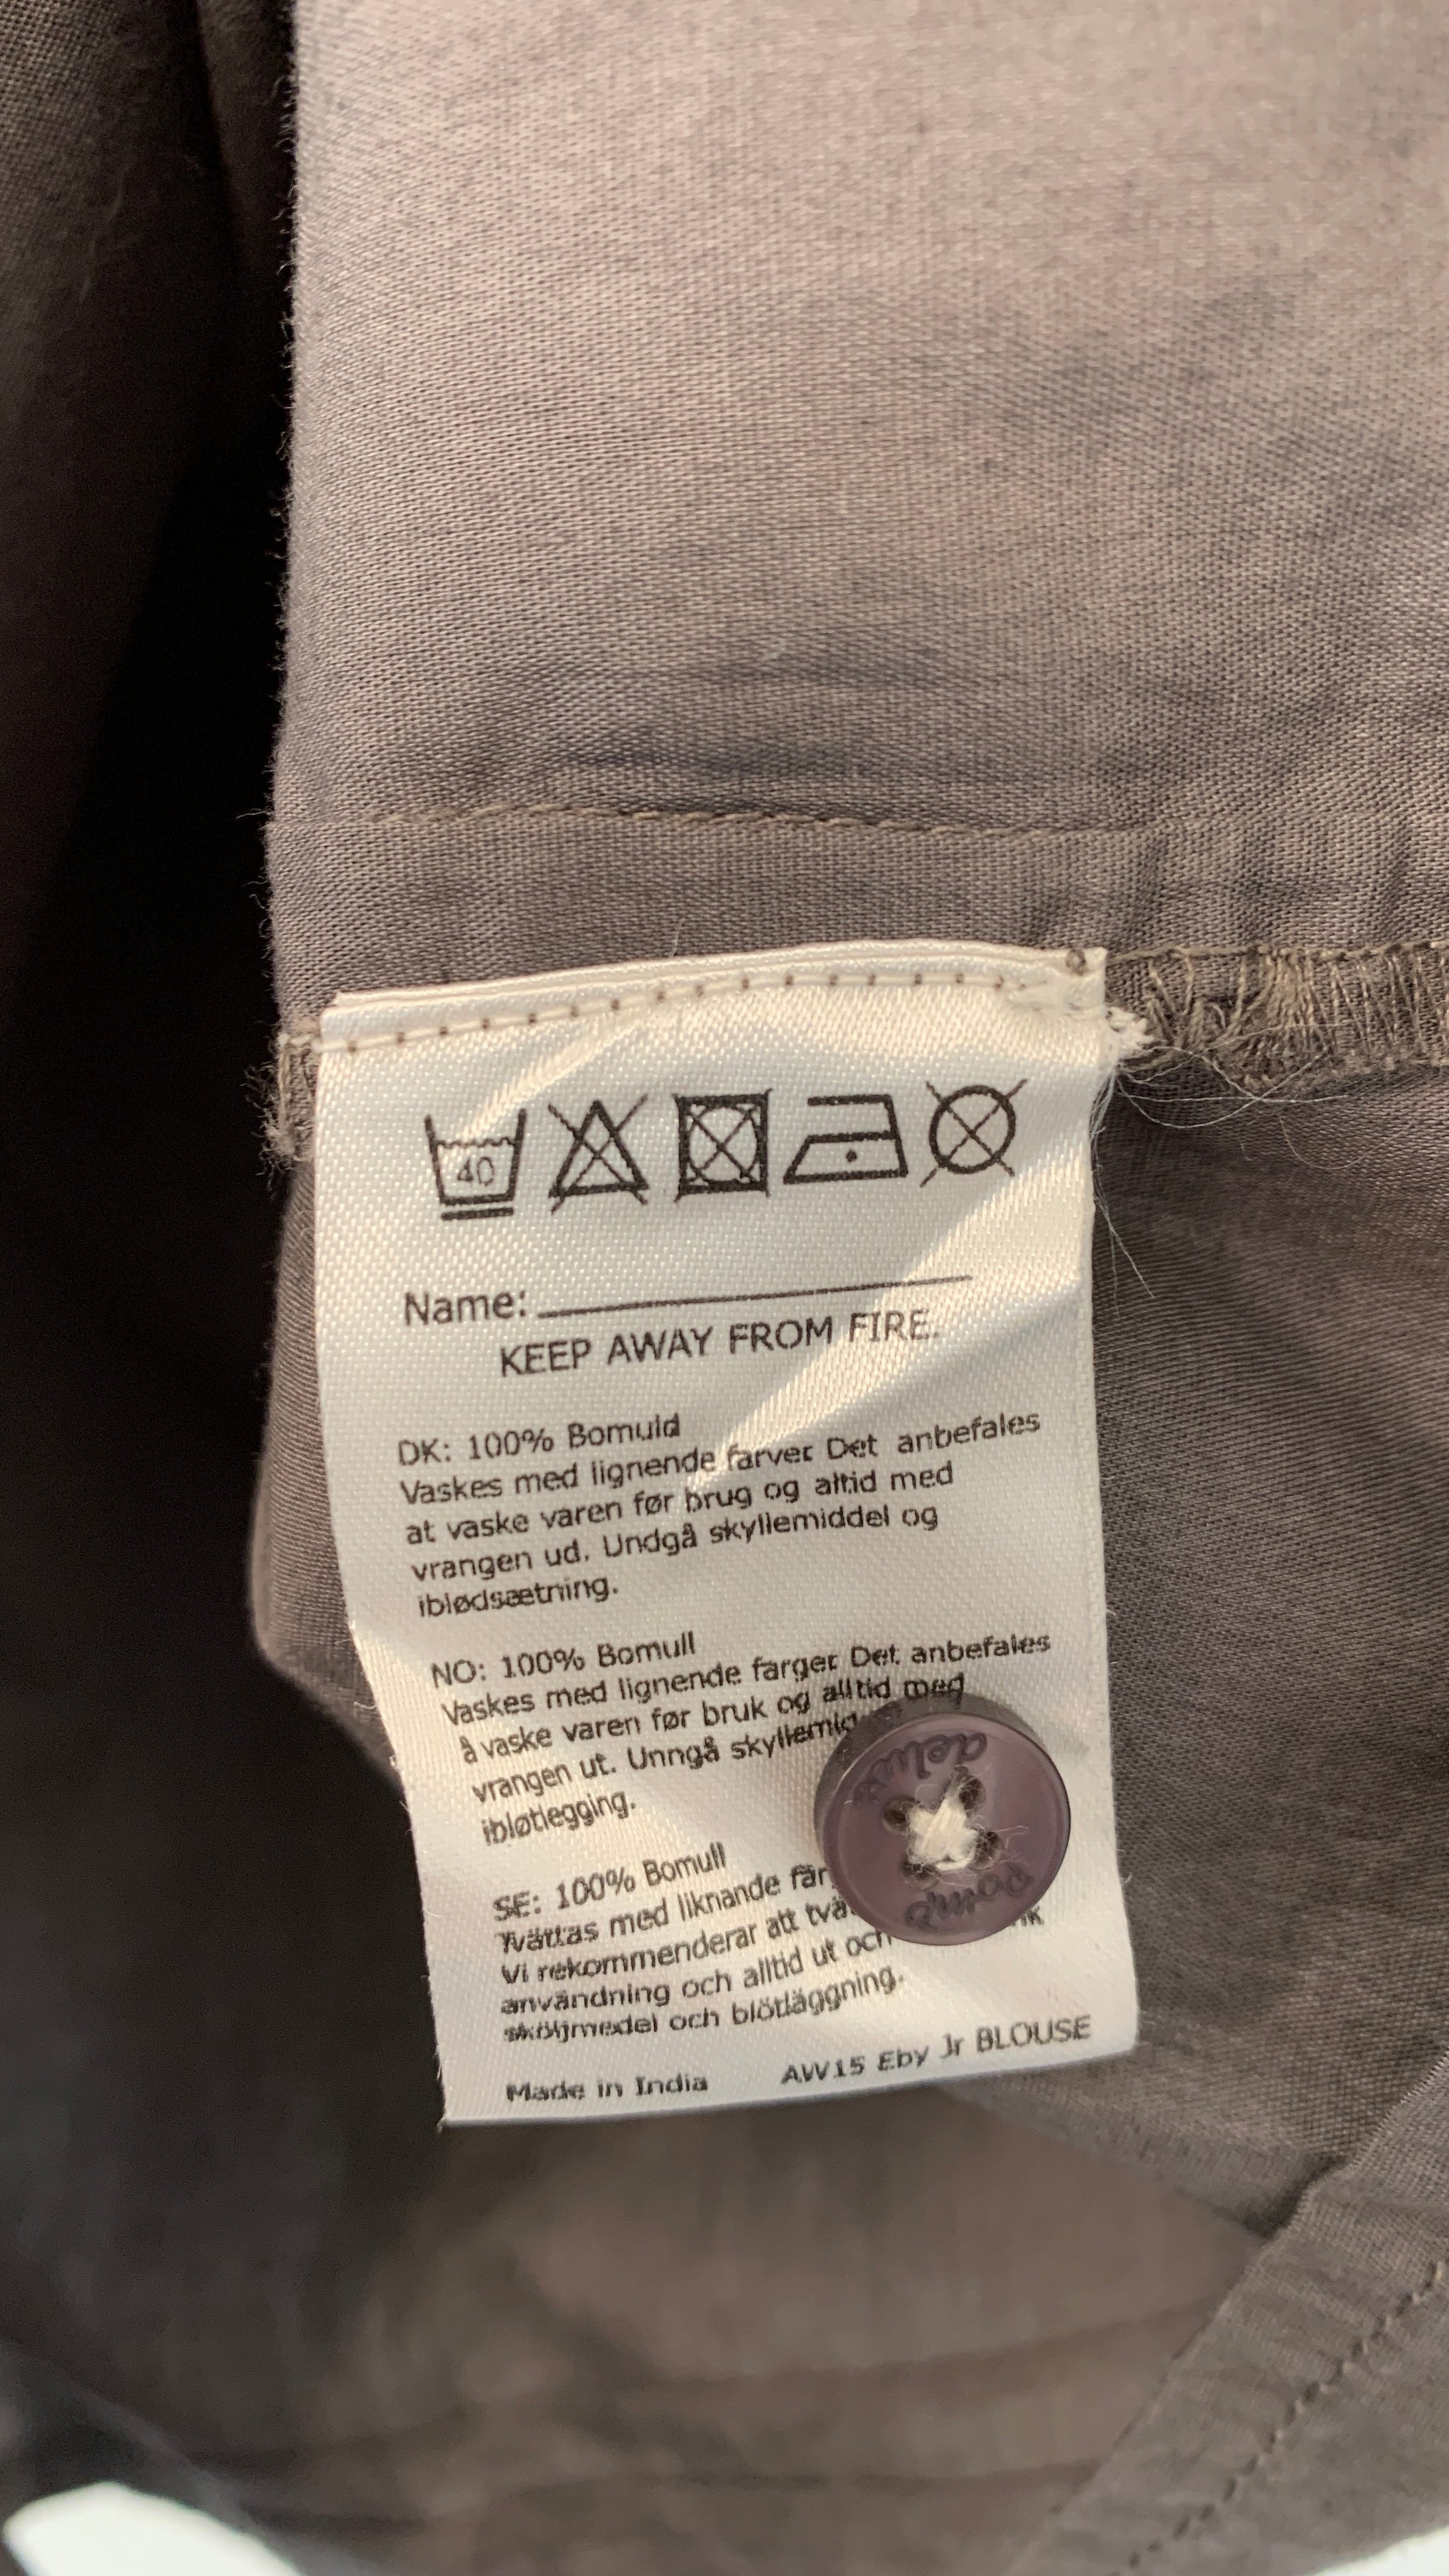 40
Name:
KEEP AWAY FROM FIRE.
DK: 100% Bomuld
Vaskes med lignende farver Det anbefales
at vaske varen før brug og altid med
vrangen ud. Undgå skyllemiddel og
iblødsætning.
NO: 100% Bomull
Vaskes med lignende farger Det anbefales
å vaske varen før bruk og alltid med
vrangen ut. Unngå
ibløtlegging.
SE: 100% Bomull
Tvättas med liknande
Vi rekommenderar att
användning och alltid ut och
sköljmedel och blötläggning.
Made in India AW15 Eby Jr BLOUSE
Pomp